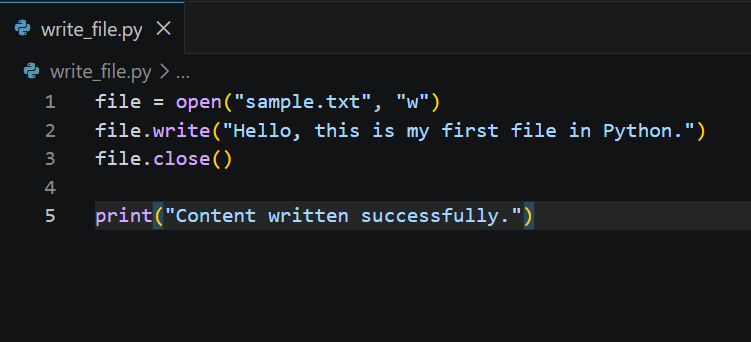 write_file.py
write_file.py > ...
1 file = open("sample.txt", "w")
2 file.write("Hello, this is my first file in Python.")
3 file.close()
4
5 print("Content written successfully.")